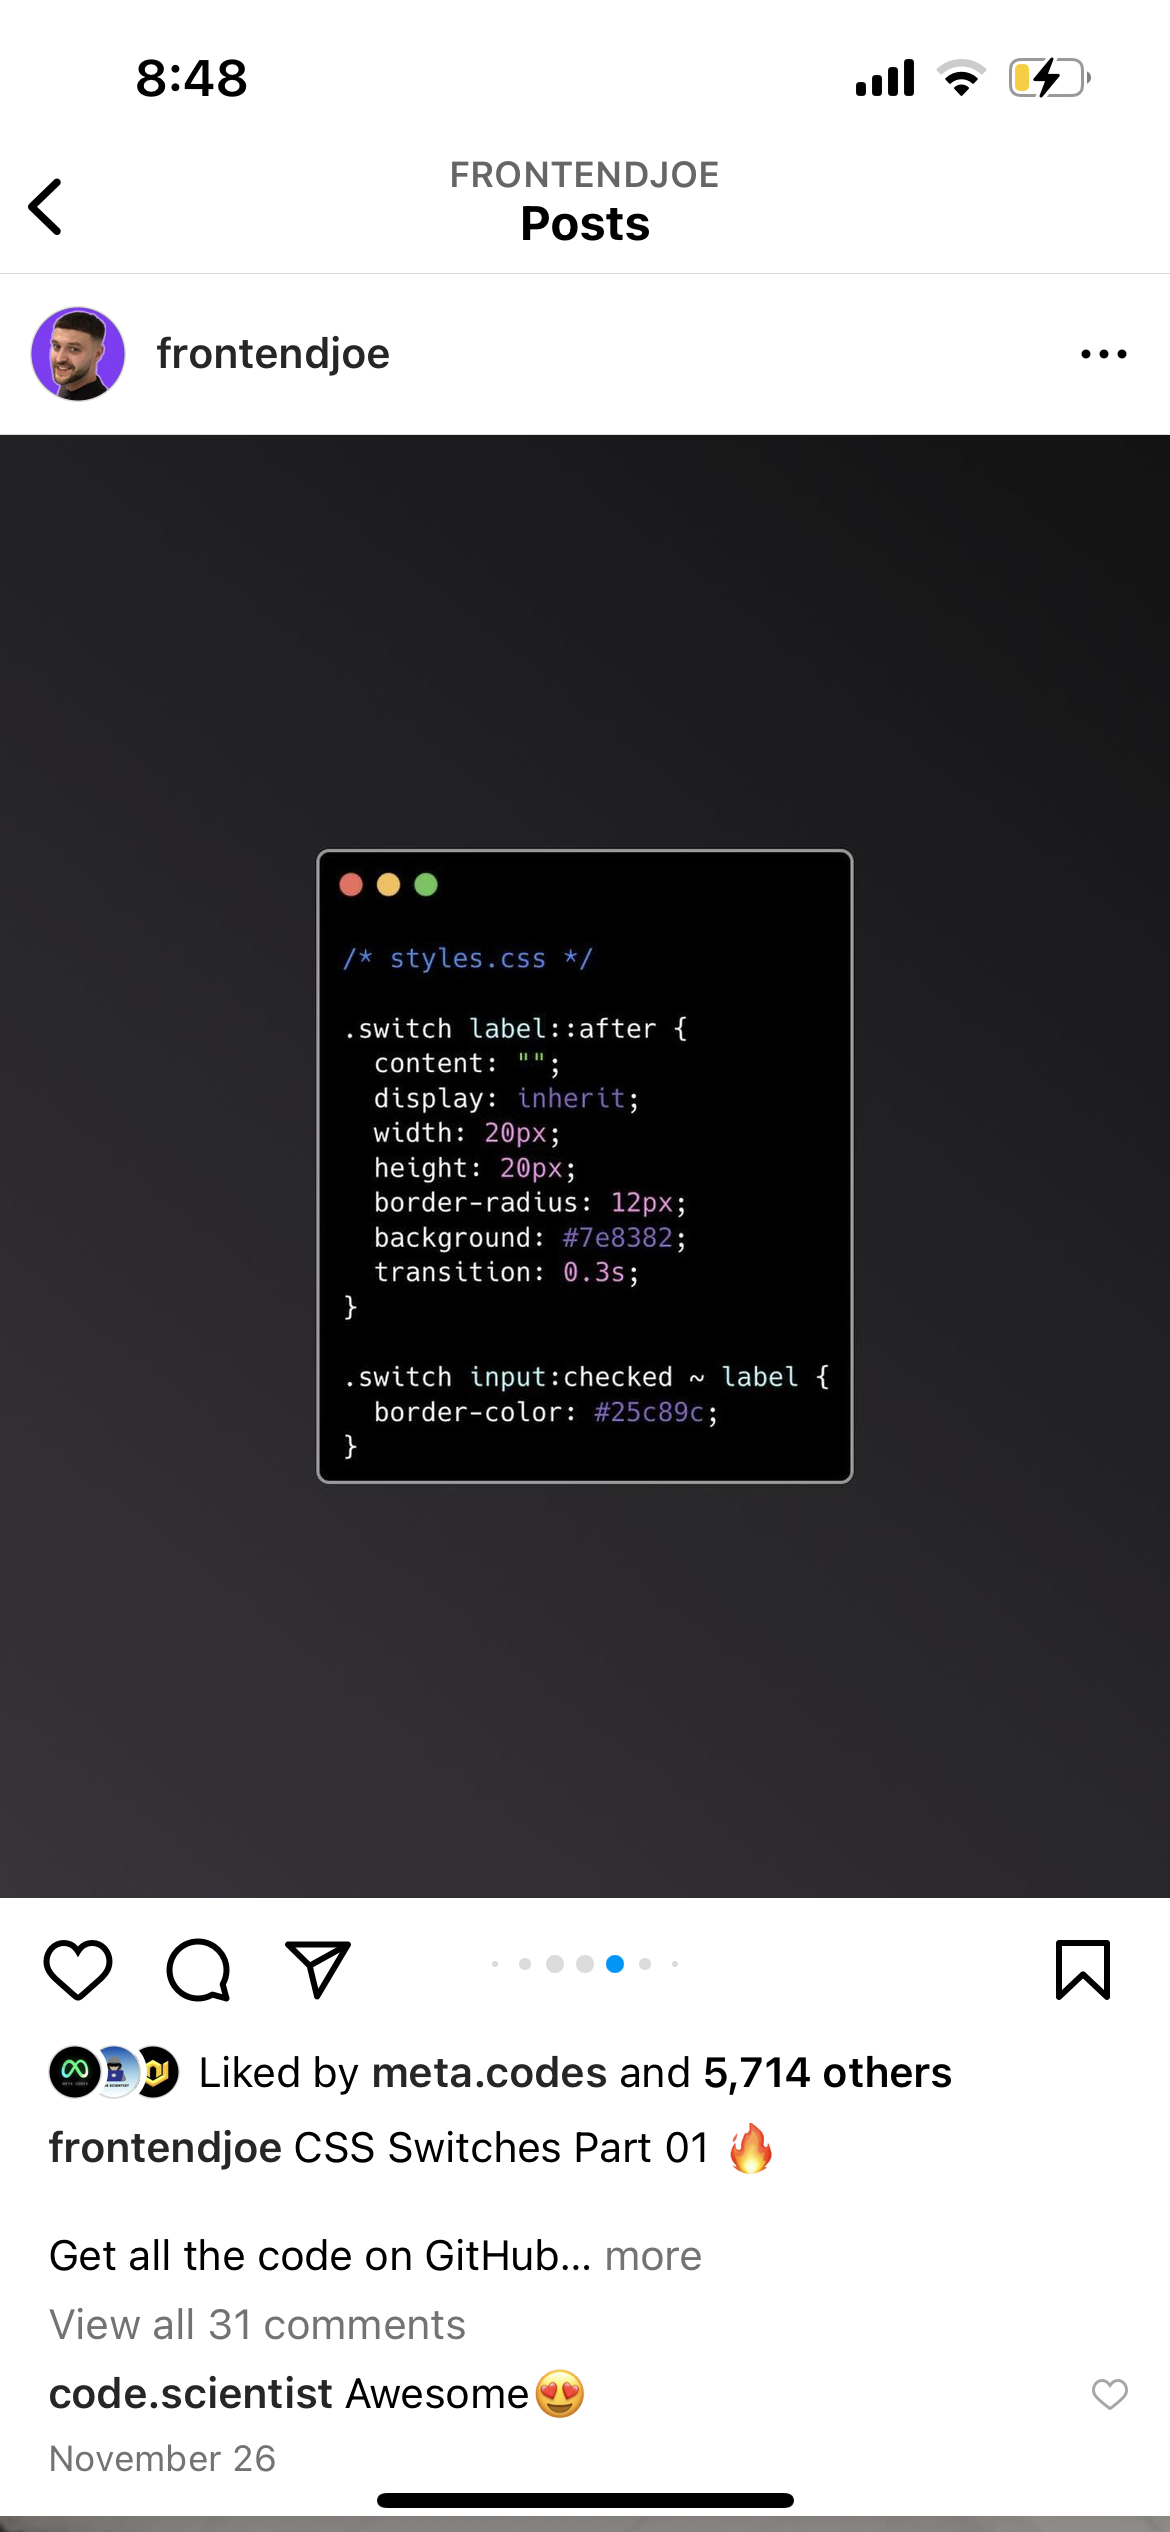 8:48
FRONTENDJOE
Posts
frontendjoe
/* styles.css */
.switch label::after {
  content: "";
  display: inherit;
  width: 20px;
  height: 20px;
  border-radius: 12px;
  background: #7e8382;
  transition: 0.3s;
}
.switch input:checked ~ label {
  border-color: #25c89c;
}
Liked by meta.codes and 5,714 others
frontendjoe CSS Switches Part 01 🔥
Get all the code on GitHub... more
View all 31 comments
code.scientist Awesome😍
November 26